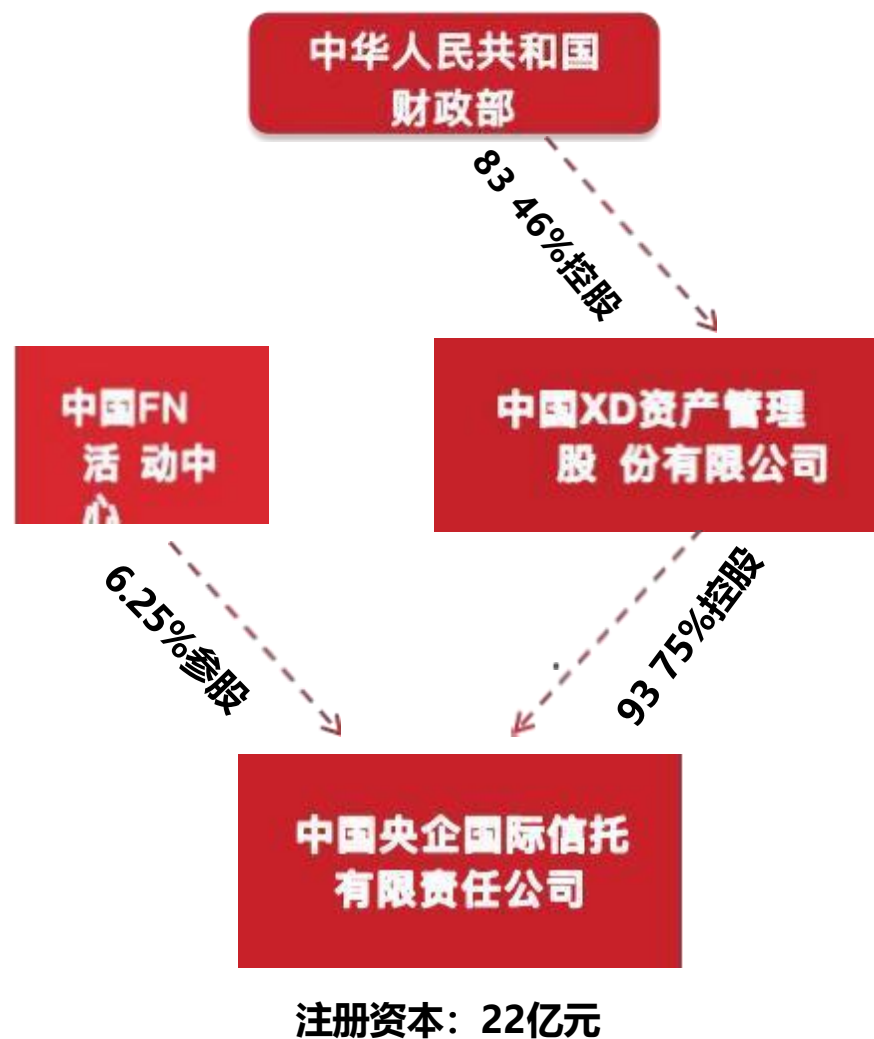 中华人民共和国
财政部
83 46%控股
中国FN
活 动中
心
中国XD资产管理
股 份有限公司
6.25%参股
93 75%控股
中国央企国际信托
有限责任公司
注册资本：22亿元